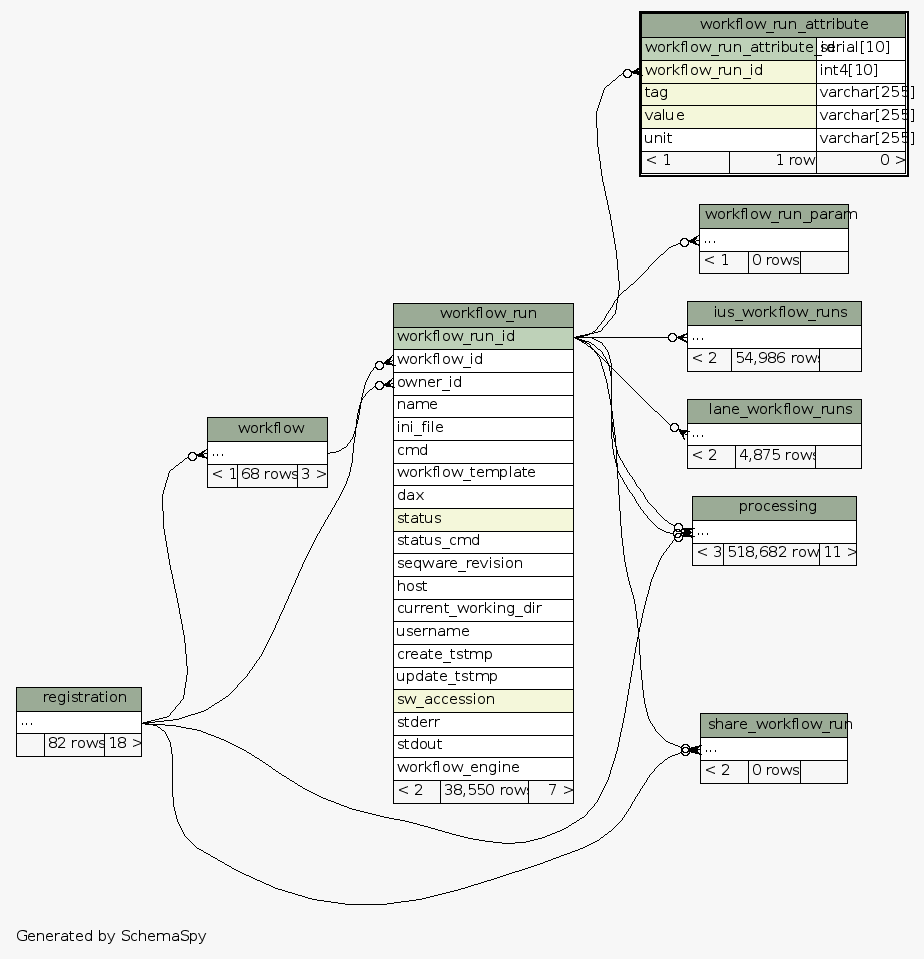 workflow_run_attribute
workflow_run_attribute_id serial[10]
workflow_run_id int4[10]
tag varchar[255]
value varchar[255]
unit varchar[255]
< 1 1 row 0 >
workflow_run_param
...
< 1 0 rows
workflow_run
workflow_run_id
workflow_id
owner_id
name
ini_file
cmd
workflow_template
dax
status
status_cmd
seqware_revision
host
current_working_dir
username
create_tstmp
update_tstmp
sw_accession
stderr
stdout
workflow_engine
< 2 38,550 rows 7 >
ius_workflow_runs
...
< 2 54,986 rows
lane_workflow_runs
...
< 2 4,875 rows
workflow
...
< 1 68 rows 3 >
processing
...
< 3 518,682 rows 11 >
registration
...
82 rows 18 >
share_workflow_run
...
< 2 0 rows
Generated by SchemaSpy